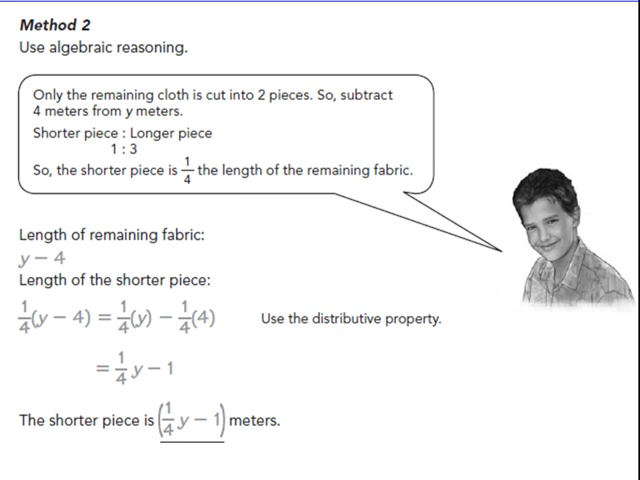 Method 2
Use algebraic reasoning.
Only the remaining cloth is cut into 2 pieces. So, subtract
4 meters from y meters.
Shorter piece : Longer piece
1 : 3
So, the shorter piece is 1/4 the length of the remaining fabric.
Length of remaining fabric:
y − 4
Length of the shorter piece:
1/4(y − 4) = 1/4(y) − 1/4(4) Use the distributive property.
= 1/4 y − 1
The shorter piece is (1/4 y − 1) meters.